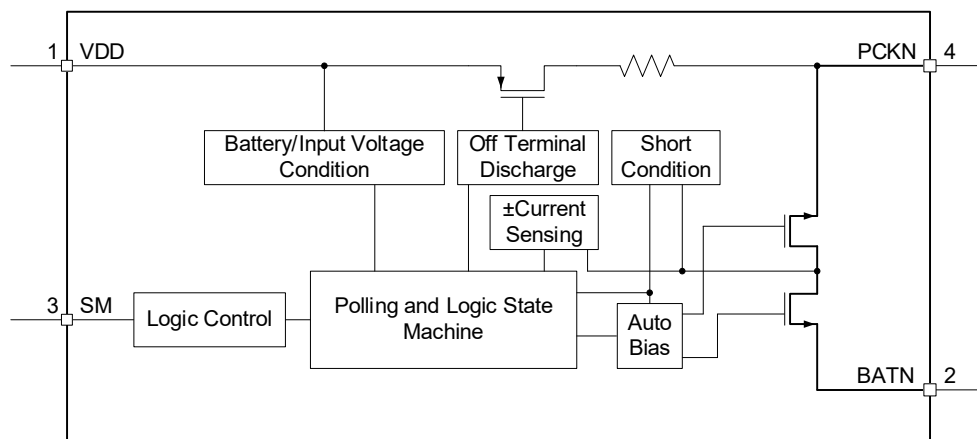 1 VDD PCKN 4
Battery/Input Voltage
Condition
Off Terminal
Discharge
Short
Condition
±Current
Sensing
3 SM
Logic Control
Polling and Logic State
Machine
Auto
Bias
BATN 2